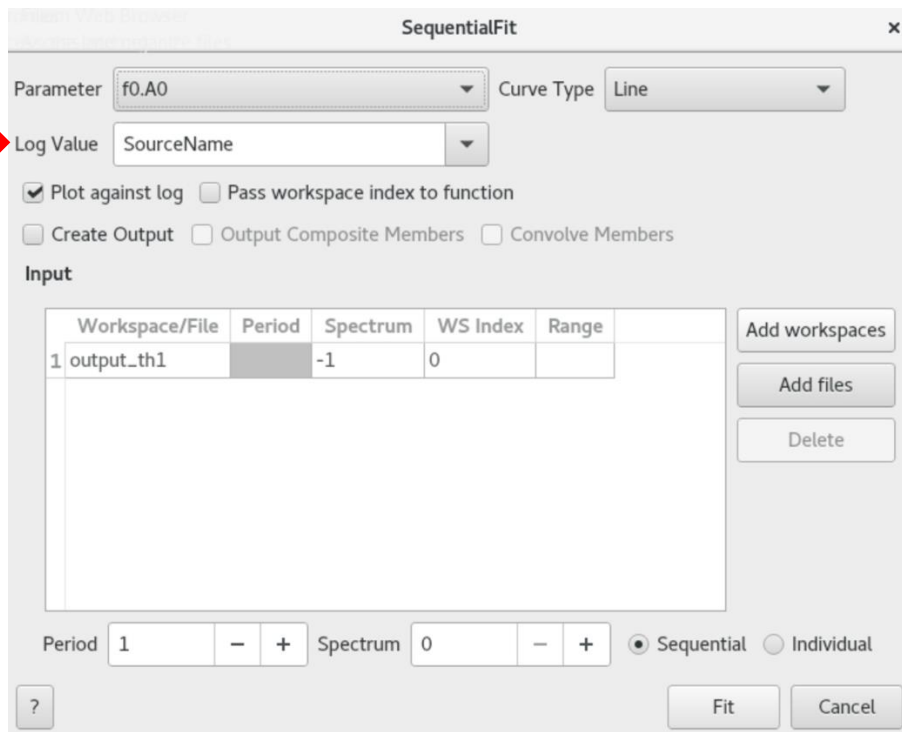 SequentialFit ×
Parameter f0.A0 Curve Type Line
Log Value SourceName
Plot against log Pass workspace index to function
Create Output Output Composite Members Convolve Members
Input
Workspace/File Period Spectrum WS Index Range
Add workspaces
1 output_th1 -1 0
Add files
Delete
Period 1 − + Spectrum 0 − + Sequential Individual
? Fit Cancel